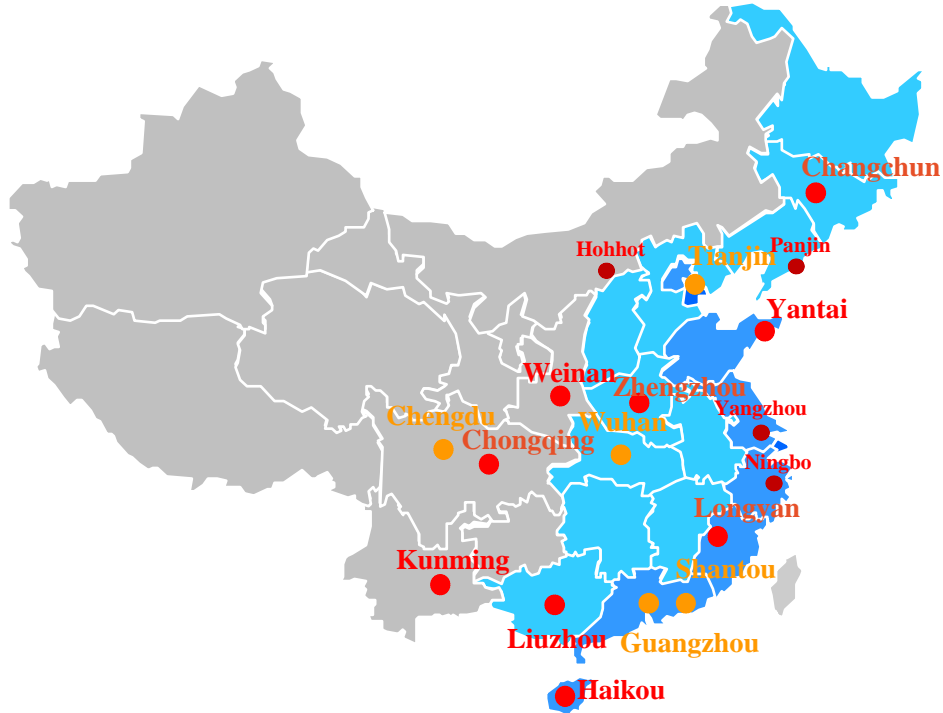 Changchun
Hohhot
Tianjin
Panjin
Yantai
Weinan
Zhengzhou
Chengdu
Wuhan
Yangzhou
Chongqing
Ningbo
Longyan
Kunming
Shantou
Liuzhou
Guangzhou
Haikou